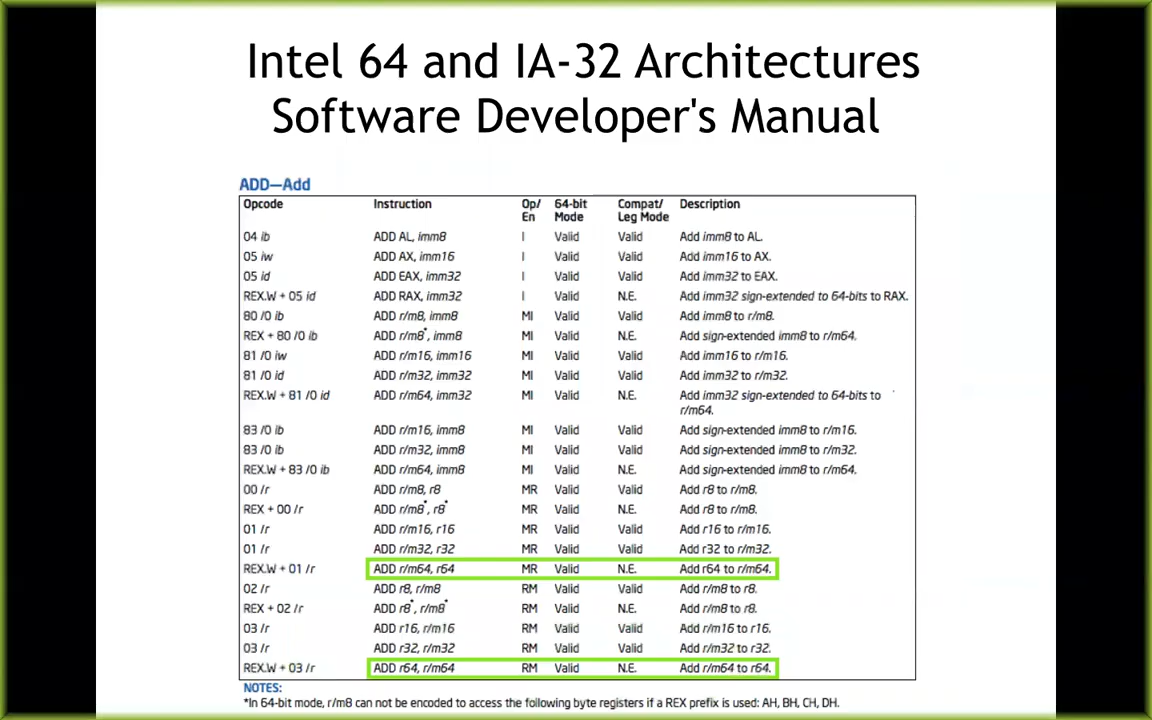 Intel 64 and IA-32 Architectures
Software Developer's Manual
ADD—Add
Opcode Instruction Op/ 64-bit Compat/ Description
En Mode Leg Mode
04 ib ADD AL, imm8 I Valid Valid Add imm8 to AL.
05 iw ADD AX, imm16 I Valid Valid Add imm16 to AX.
05 id ADD EAX, imm32 I Valid Valid Add imm32 to EAX.
REX.W + 05 id ADD RAX, imm32 I Valid N.E. Add imm32 sign-extended to 64-bits to RAX.
80 /0 ib ADD r/m8, imm8 MI Valid Valid Add imm8 to r/m8.
REX + 80 /0 ib ADD r/m8*, imm8 MI Valid N.E. Add sign-extended imm8 to r/m64.
81 /0 iw ADD r/m16, imm16 MI Valid Valid Add imm16 to r/m16.
81 /0 id ADD r/m32, imm32 MI Valid Valid Add imm32 to r/m32.
REX.W + 81 /0 id ADD r/m64, imm32 MI Valid N.E. Add imm32 sign-extended to 64-bits to
r/m64.
83 /0 ib ADD r/m16, imm8 MI Valid Valid Add sign-extended imm8 to r/m16.
83 /0 ib ADD r/m32, imm8 MI Valid Valid Add sign-extended imm8 to r/m32.
REX.W + 83 /0 ib ADD r/m64, imm8 MI Valid N.E. Add sign-extended imm8 to r/m64.
00 /r ADD r/m8, r8 MR Valid Valid Add r8 to r/m8.
REX + 00 /r ADD r/m8*, r8* MR Valid N.E. Add r8 to r/m8.
01 /r ADD r/m16, r16 MR Valid Valid Add r16 to r/m16.
01 /r ADD r/m32, r32 MR Valid Valid Add r32 to r/m32.
REX.W + 01 /r ADD r/m64, r64 MR Valid N.E. Add r64 to r/m64.
02 /r ADD r8, r/m8 RM Valid Valid Add r/m8 to r8.
REX + 02 /r ADD r8*, r/m8* RM Valid N.E. Add r/m8 to r8.
03 /r ADD r16, r/m16 RM Valid Valid Add r/m16 to r16.
03 /r ADD r32, r/m32 RM Valid Valid Add r/m32 to r32.
REX.W + 03 /r ADD r64, r/m64 RM Valid N.E. Add r/m64 to r64.
NOTES:
*In 64-bit mode, r/m8 can not be encoded to access the following byte registers if a REX prefix is used: AH, BH, CH, DH.